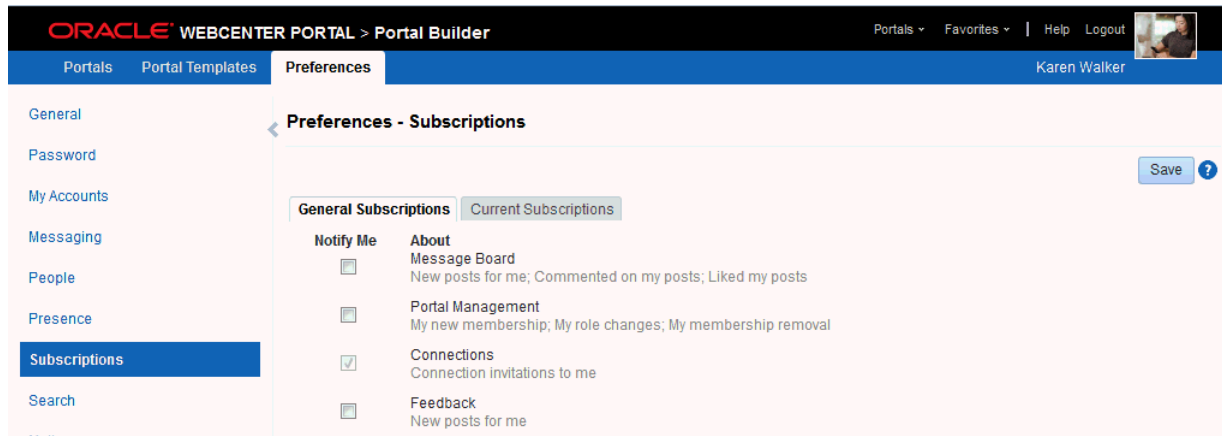 ORACLE WEBCENTER PORTAL > Portal Builder
Portals Favorites | Help Logout
Portals Portal Templates Preferences
Karen Walker
General
Password
My Accounts
Messaging
People
Presence
Subscriptions
Search
Preferences - Subscriptions
Save ?
General Subscriptions Current Subscriptions
Notify Me About
Message Board
New posts for me; Commented on my posts; Liked my posts
Portal Management
My new membership; My role changes; My membership removal
Connections
Connection invitations to me
Feedback
New posts for me